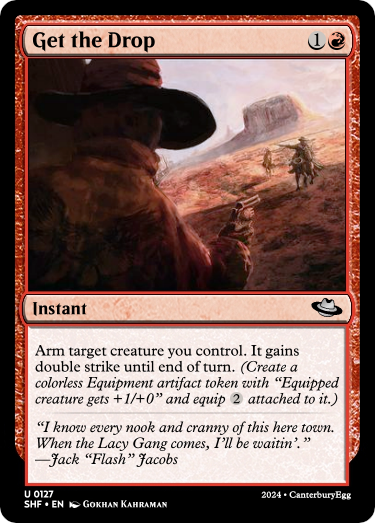 Get the Drop 1
Instant
Arm target creature you control. It gains
double strike until end of turn. (Create a
colorless Equipment artifact token with “Equipped
creature gets +1/+0” and equip 2 attached to it.)
“I know every nook and cranny of this here town.
When the Lacy Gang comes, I’ll be waitin’.”
—Jack “Flash” Jacobs
U 0127
SHF • EN Gokhan Kahraman
2024 • CanterburyEgg